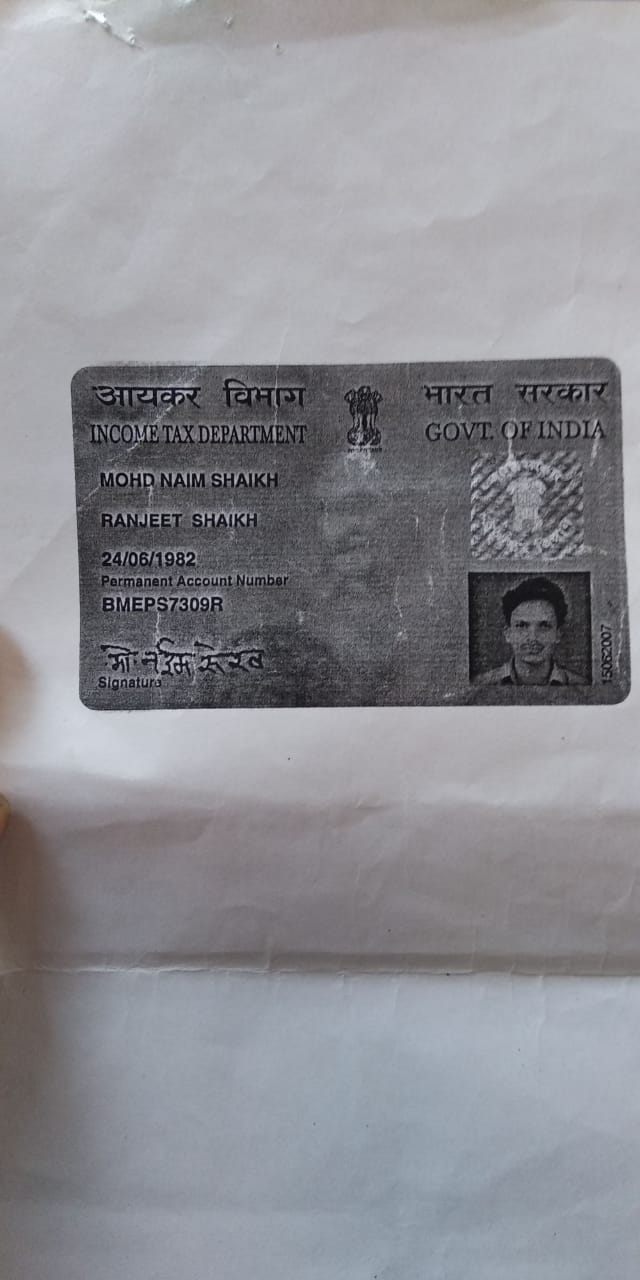 आयकर विभाग
भारत सरकार
INCOME TAX DEPARTMENT
GOVT. OF INDIA
MOHD NAIM SHAIKH
RANJEET SHAIKH
24/06/1982
Permanent Account Number
BMEPS7309R
मो. नईम सेख
Signature
15062007